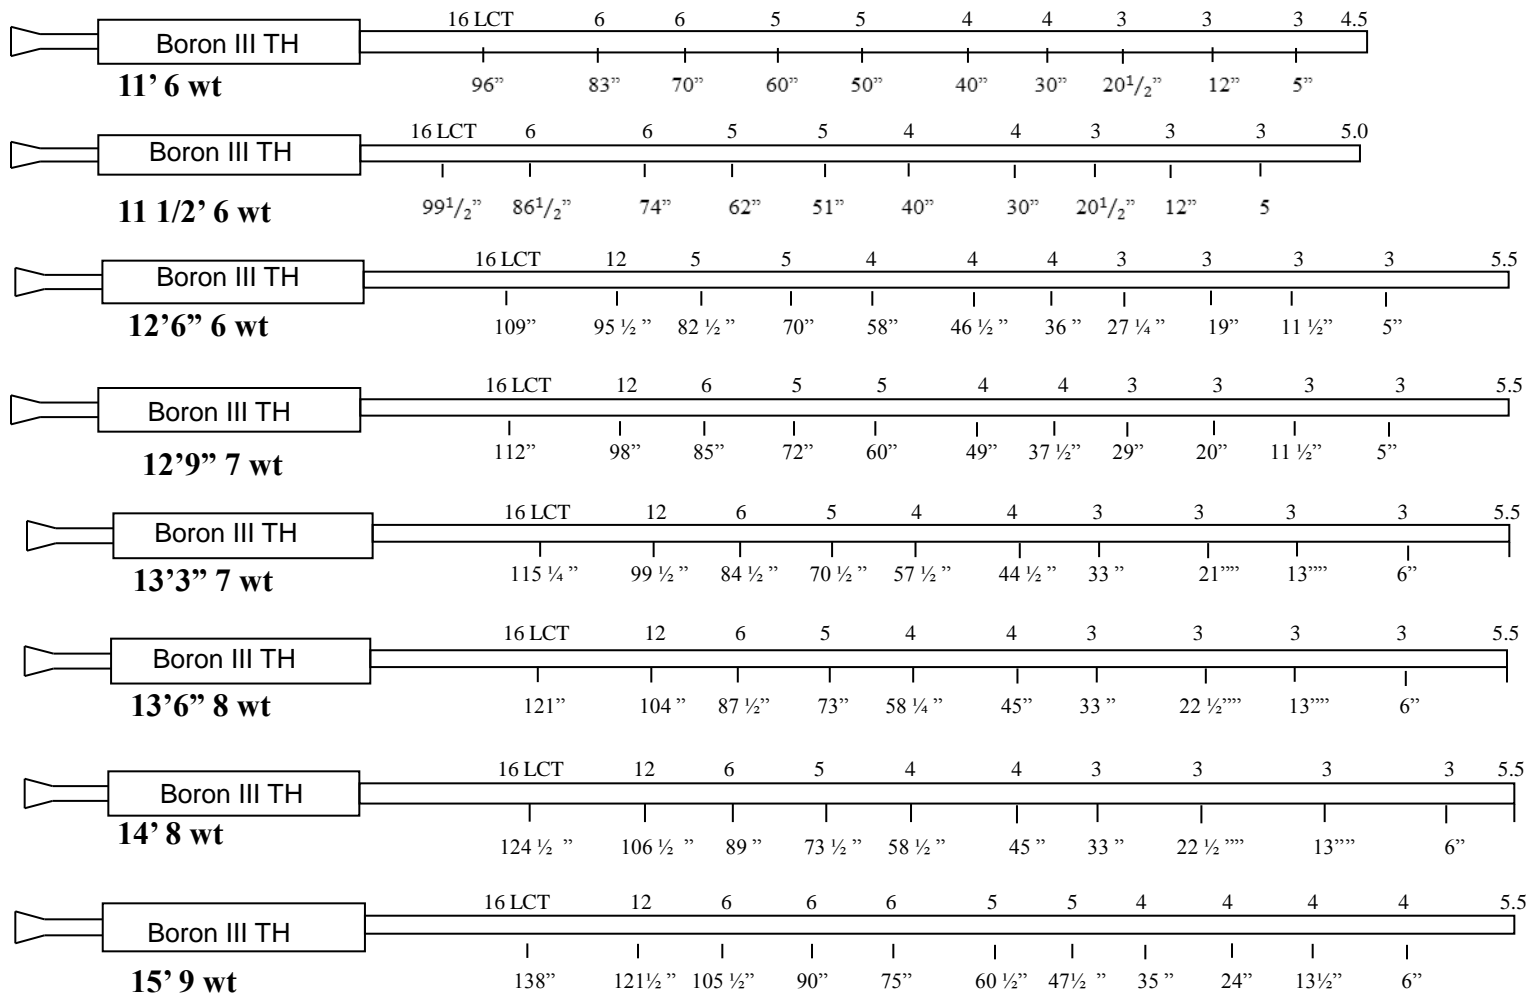 16 LCT 6 6 5 5 4 4 3 3 3 4.5
Boron III TH
11’ 6 wt
96” 83” 70” 60” 50” 40” 30” 20¹/₂” 12” 5”
16 LCT 6 6 5 5 4 4 3 3 3 5.0
Boron III TH
11 1/2’ 6 wt
99¹/₂” 86¹/₂” 74” 62” 51” 40” 30” 20¹/₂” 12” 5
16 LCT 12 5 5 4 4 4 3 3 3 3 5.5
Boron III TH
12’6” 6 wt
109” 95 ½ ” 82 ½ ” 70” 58” 46 ½ ” 36 ” 27 ¼ ” 19” 11 ½” 5”
16 LCT 12 6 5 5 4 4 3 3 3 3 5.5
Boron III TH
12’9” 7 wt
112” 98” 85” 72” 60” 49” 37 ½” 29” 20” 11 ½” 5”
16 LCT 12 6 5 4 4 3 3 3 3 5.5
Boron III TH
13’3” 7 wt
115 ¼ ” 99 ½ ” 84 ½ ” 70 ½ ” 57 ½ ” 44 ½ ” 33 ” 21”” 13”” 6”
16 LCT 12 6 5 4 4 3 3 3 3 5.5
Boron III TH
13’6” 8 wt
121” 104 ” 87 ½” 73” 58 ¼ ” 45” 33 ” 22 ½”” 13”” 6”
16 LCT 12 6 5 4 4 3 3 3 3 5.5
Boron III TH
14’ 8 wt
124 ½ ” 106 ½ ” 89 ” 73 ½ ” 58 ½ ” 45 ” 33 ” 22 ½ ”” 13”” 6”
16 LCT 12 6 6 6 5 5 4 4 4 4 5.5
Boron III TH
15’ 9 wt
138” 121½ ” 105 ½” 90” 75” 60 ½” 47½ ” 35 ” 24” 13½” 6”